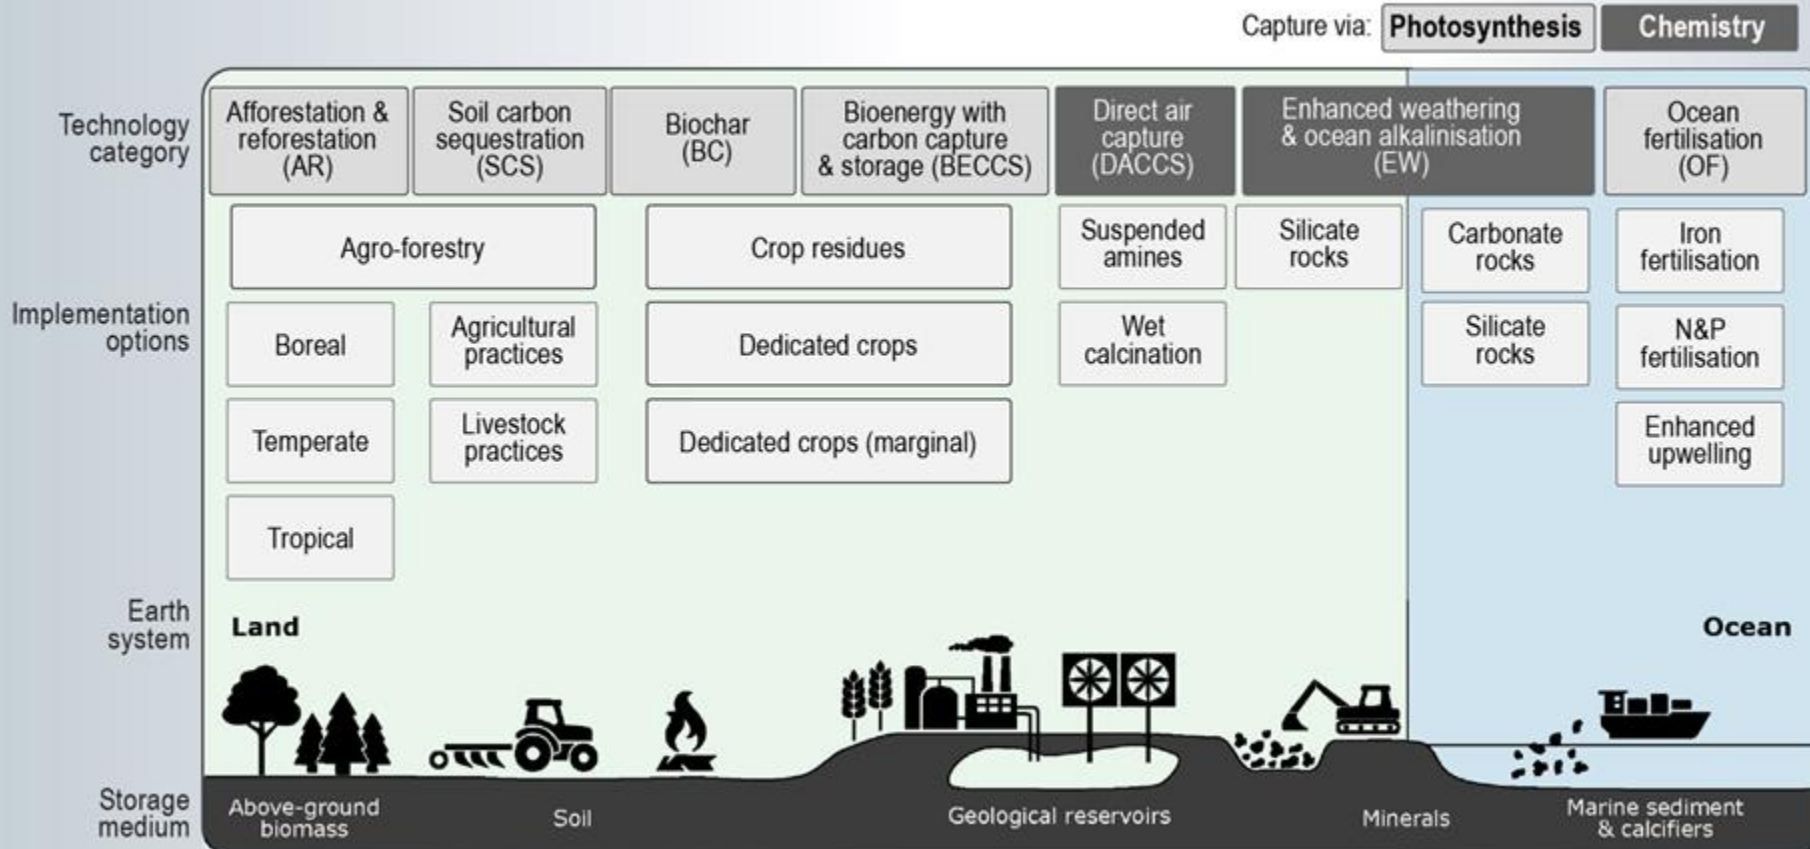 Capture via: Photosynthesis Chemistry
Technology
category
Afforestation &
reforestation
(AR)
Soil carbon
sequestration
(SCS)
Biochar
(BC)
Bioenergy with
carbon capture
& storage (BECCS)
Direct air
capture
(DACCS)
Enhanced weathering
& ocean alkalinisation
(EW)
Ocean
fertilisation
(OF)
Implementation
options
Agro-forestry
Crop residues
Suspended
amines
Silicate
rocks
Carbonate
rocks
Iron
fertilisation
Boreal
Agricultural
practices
Dedicated crops
Wet
calcination
Silicate
rocks
N&P
fertilisation
Temperate
Livestock
practices
Dedicated crops (marginal)
Enhanced
upwelling
Tropical
Earth
system
Land
Ocean
Storage
medium
Above-ground
biomass
Soil
Geological reservoirs
Minerals
Marine sediment
& calcifiers